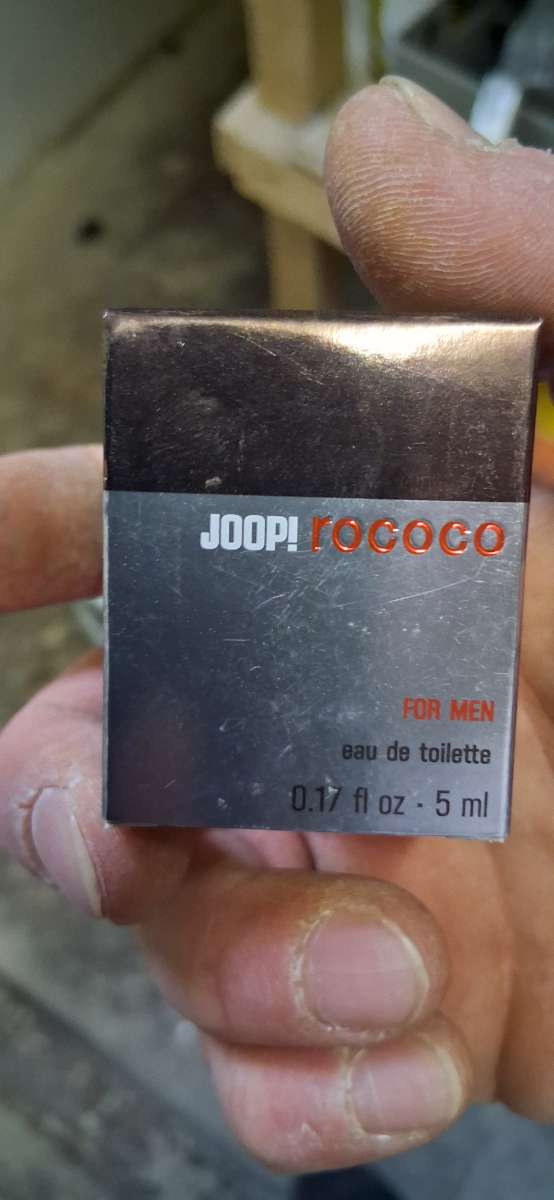 JOOP! rococo
FOR MEN
eau de toilette
0.17 fl oz · 5 ml